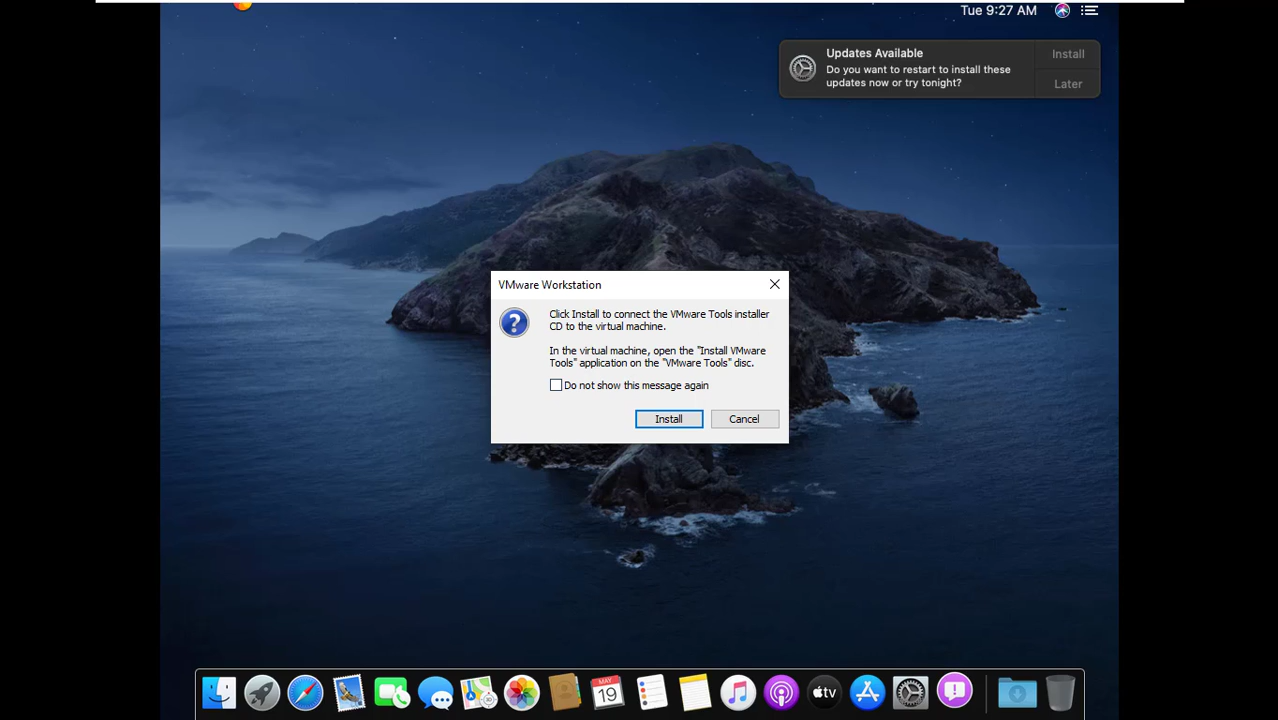 Tue 9:27 AM
Updates Available
Install
Do you want to restart to install these
updates now or try tonight?
Later
VMware Workstation
Click Install to connect the VMware Tools installer
CD to the virtual machine.
In the virtual machine, open the "Install VMware
Tools" application on the "VMware Tools" disc.
Do not show this message again
Install
Cancel
MAY
19
tv